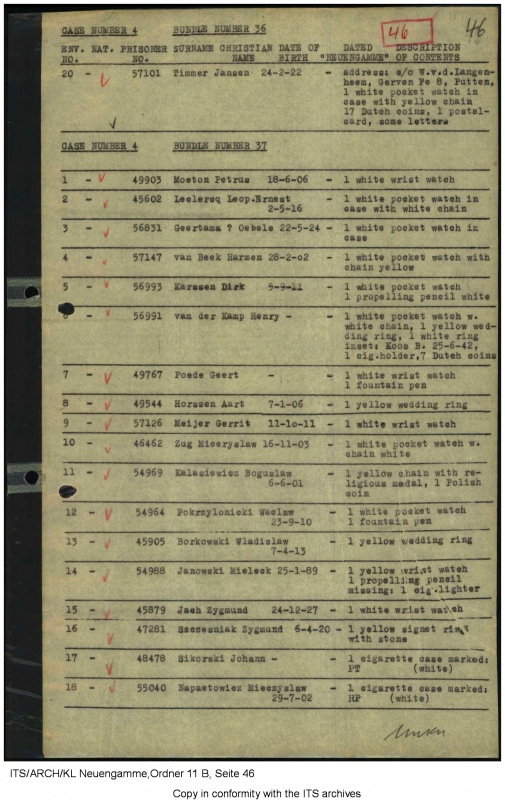 46
46
CASE NUMBER 4 BUNDLE NUMBER 36
ENV. NAT. PRISONER SURNAME CHRISTIAN DATE OF DATED DESCRIPTION
NO. NO. NAME BIRTH "NEUENGAMME" OF CONTENTS
20 - 57101 Timmer Jansen 24-2-22 - address: c/o W.v.d.Langen-
heem, Gerven Fe 8, Putten,
1 white pocket watch in
case with yellow chain
17 Dutch coins, 1 postal-
card, some letters
CASE NUMBER 4 BUNDLE NUMBER 37
1 - 49903 Moeton Petrus 18-6-06 - 1 white wrist watch
2 - 45602 Leclercq Leop.Ernest - 1 white pocket watch in
2-5-16 case with white chain
3 - 56831 Geertama ? Oebele 22-5-24 - 1 white pocket watch in
case
4 - 57147 van Beek Harmen 28-2-02 - 1 white pocket watch with
chain yellow
5 - 56993 Karssen Dirk 5-9-11 - 1 white pocket watch
1 propelling pencil white
6 - 56991 van der Kamp Henry - - 1 white pocket watch w.
white chain, 1 yellow wed-
ding ring, 1 white ring
inset: Koos B. 25-6-42,
1 cig.holder,7 Dutch coins
7 - 49767 Poede Geert - - 1 white wrist watch
1 fountain pen
8 - 49544 Horssen Aart 7-1-06 - 1 yellow wedding ring
9 - 57126 Meijer Gerrit 11-10-11 - 1 white wrist watch
10 - 46462 Zug Miceryslaw 16-11-03 - 1 white pocket watch w.
chain white
11 - 54969 Kalasiewicz Boguslaw - 1 yellow chain with re-
6-6-01 ligious medal, 1 Polish
coin
12 - 54964 Pokrzylomicki Waclaw - 1 white pocket watch
23-9-10 1 fountain pen
13 - 45905 Borkowski Wladislaw - 1 yellow wedding ring
7-4-13
14 - 54988 Janowski Mieleck 25-1-89 - 1 yellow wrist watch
1 propelling pencil
missing: 1 cig.lighter
15 - 45879 Jach Zygmund 24-12-27 - 1 white wrist watch
16 - 47281 Szczesniak Zygmund 6-4-20 - 1 yellow signet ring
with stone
17 - 48478 Sikorski Johann - - 1 cigarette case marked:
PT (white)
18 - 55040 Napaetowicz Mieczyslaw - 1 cigarette case marked:
29-7-02 RP (white)
ITS/ARCH/KL Neuengamme,Ordner 11 B, Seite 46
Copy in conformity with the ITS archives